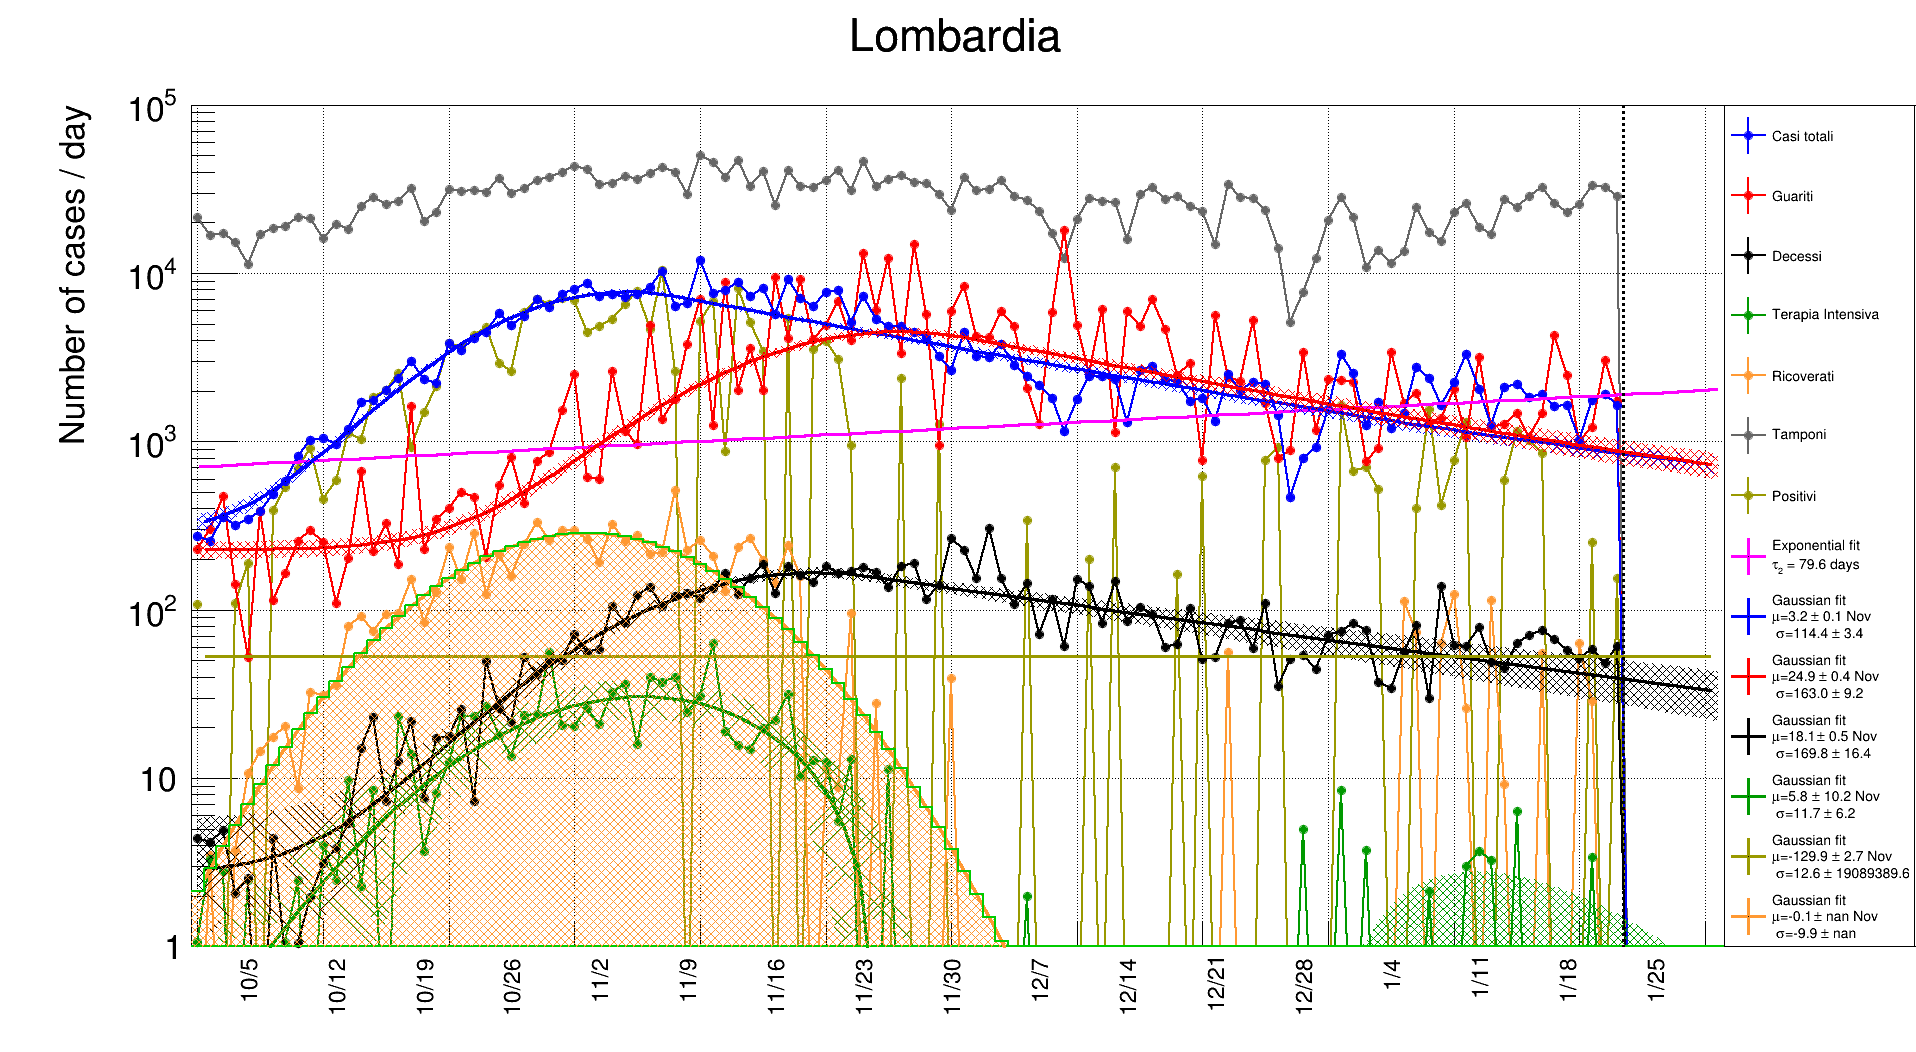 Lombardia
Number of cases / day
10^5
10^4
10^3
10^2
10
1
10/5
10/12
10/19
10/26
11/2
11/9
11/16
11/23
11/30
12/7
12/14
12/21
12/28
1/4
1/11
1/18
1/25
Casi totali
Guariti
Decessi
Terapia Intensiva
Ricoverati
Tamponi
Positivi
Exponential fit
τ₂ = 79.6 days
Gaussian fit
μ=3.2 ± 0.1 Nov
σ=114.4 ± 3.4
Gaussian fit
μ=24.9 ± 0.4 Nov
σ=163.0 ± 9.2
Gaussian fit
μ=18.1 ± 0.5 Nov
σ=169.8 ± 16.4
Gaussian fit
μ=5.8 ± 10.2 Nov
σ=11.7 ± 6.2
Gaussian fit
μ=-129.9 ± 2.7 Nov
σ=12.6 ± 19089389.6
Gaussian fit
μ=-0.1 ± nan Nov
σ=-9.9 ± nan